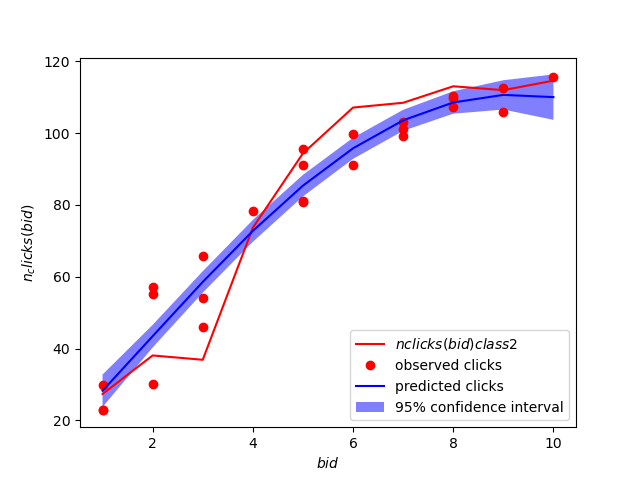 120
100
80
60
40
20
n_clicks(bid)
2
4
6
8
10
bid
nclicks(bid)class2
observed clicks
predicted clicks
95% confidence interval